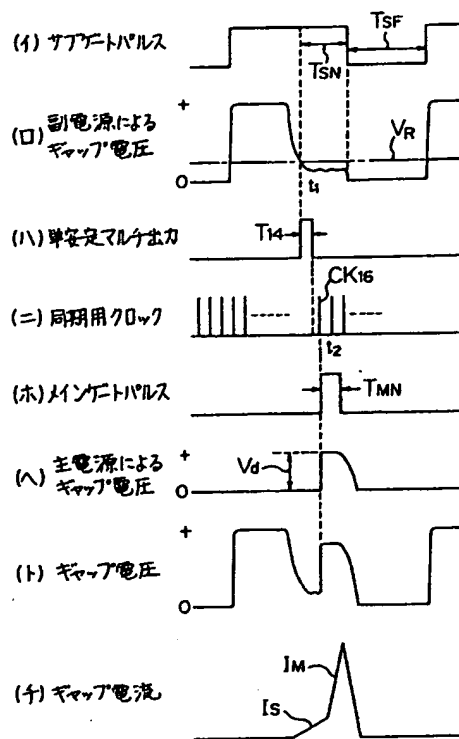 (イ) サブゲートパルス
TSN
TSF
(ロ) 副電源による
ギャップ電圧
+
0
VR
t1
(ハ) 単安定マルチ出力
T14
(ニ) 同期用クロック
CK16
t2
(ホ) メインゲートパルス
TMN
(ヘ) 主電源による
ギャップ電圧
+
0
Vd
(ト) ギャップ電圧
+
0
(チ) ギャップ電流
IS
IM